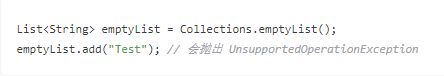 List<String> emptyList = Collections.emptyList();
emptyList.add("Test"); // 会抛出 UnsupportedOperationException